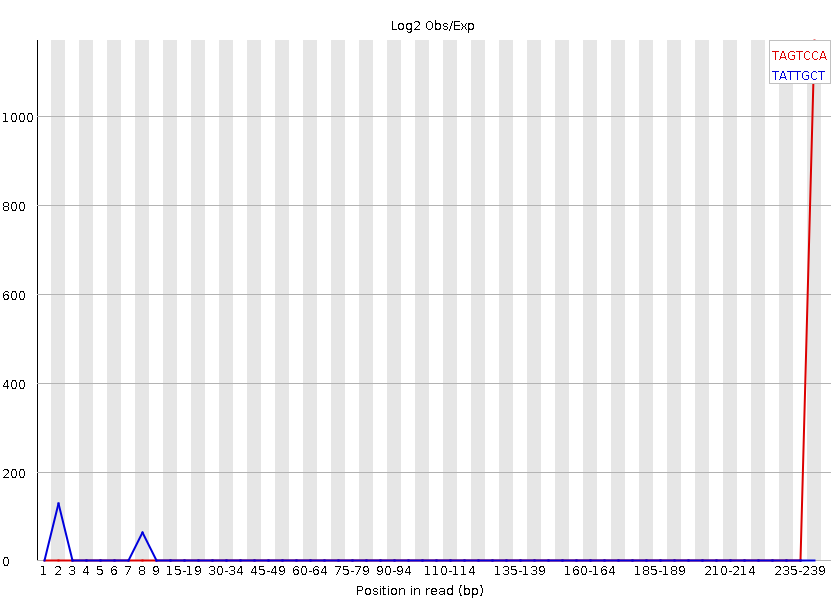 Log2 Obs/Exp
TAGTCCA
TATTGCT
1000
800
600
400
200
0
1 2 3 4 5 6 7 8 9 15-19 30-34 45-49 60-64 75-79 90-94 110-114 135-139 160-164 185-189 210-214 235-239
Position in read (bp)